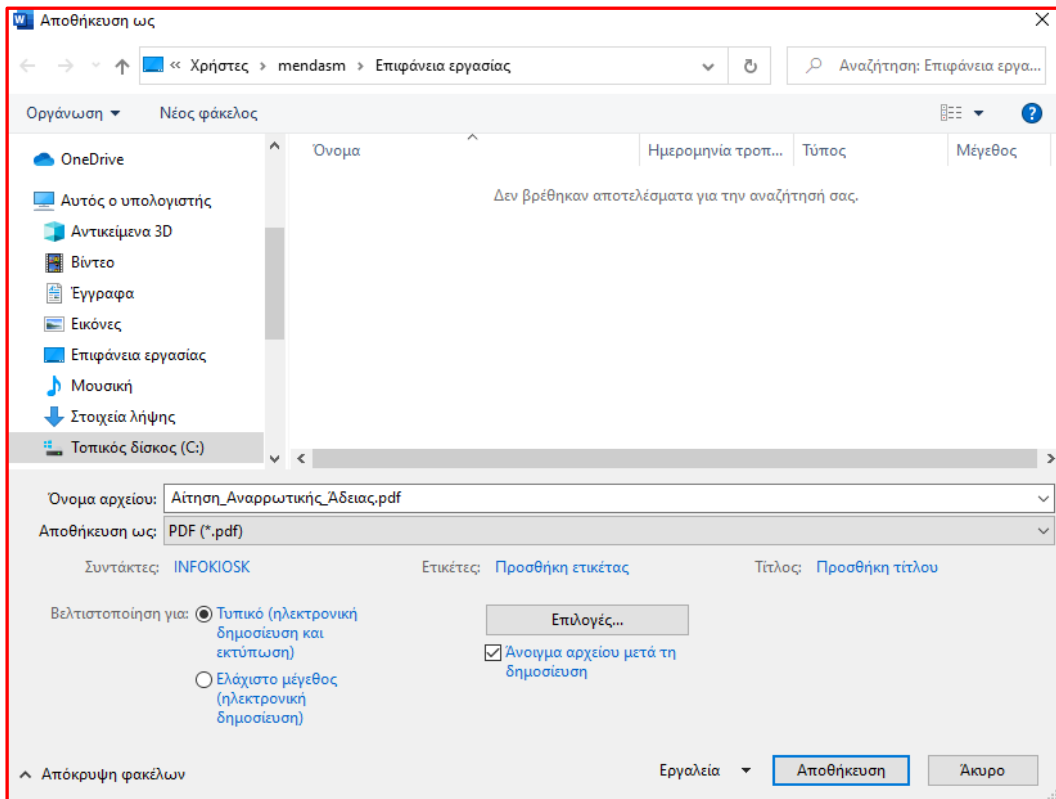 Αποθήκευση ως
« Χρήστες > mendasm > Επιφάνεια εργασίας
Αναζήτηση: Επιφάνεια εργα...
Οργάνωση
Νέος φάκελος
OneDrive
Αυτός ο υπολογιστής
Αντικείμενα 3D
Βίντεο
Έγγραφα
Εικόνες
Επιφάνεια εργασίας
Μουσική
Στοιχεία λήψης
Τοπικός δίσκος (C:)
Όνομα Ημερομηνία τροπ... Τύπος Μέγεθος
Δεν βρέθηκαν αποτελέσματα για την αναζήτησή σας.
Όνομα αρχείου: Αίτηση_Αναρρωτικής_Άδειας.pdf
Αποθήκευση ως: PDF (*.pdf)
Συντάκτες: INFOKIOSK Ετικέτες: Προσθήκη ετικέτας Τίτλος: Προσθήκη τίτλου
Βελτιστοποίηση για:
Τυπικό (ηλεκτρονική
δημοσίευση και
εκτύπωση)
Ελάχιστο μέγεθος
(ηλεκτρονική
δημοσίευση)
Επιλογές...
Άνοιγμα αρχείου μετά τη
δημοσίευση
Απόκρυψη φακέλων
Εργαλεία
Αποθήκευση
Άκυρο